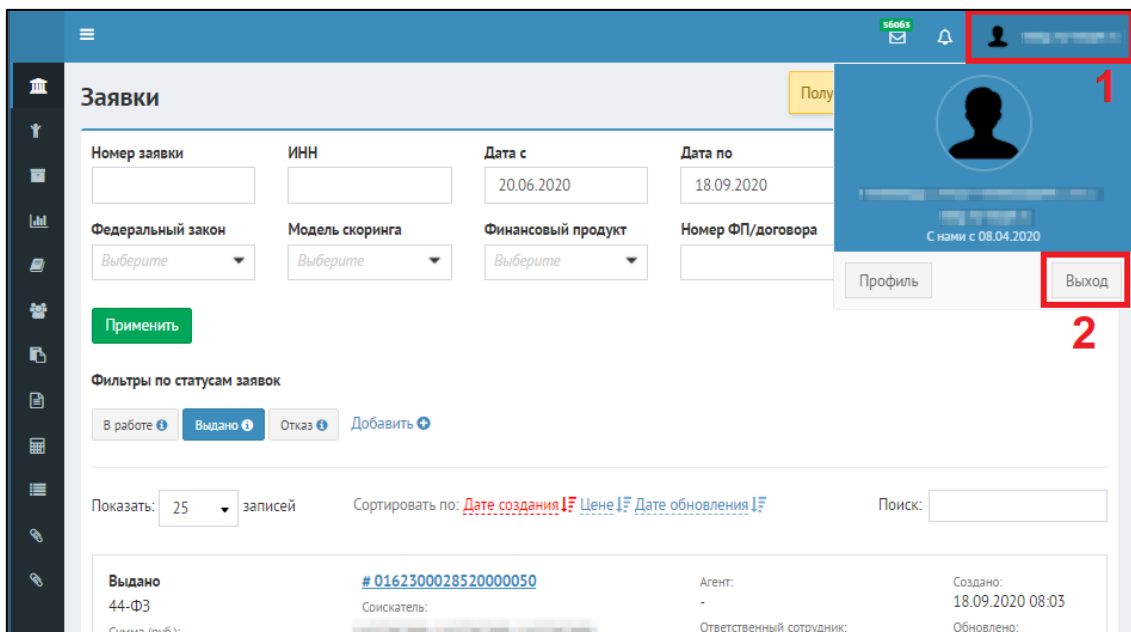 56063
1
Заявки
Полу
Номер заявки ИНН Дата с Дата по
20.06.2020 18.09.2020
С нами с 08.04.2020
Федеральный закон Модель скоринга Финансовый продукт Номер ФП/договора
Выберите Выберите Выберите
Профиль Выход
2
Применить
Фильтры по статусам заявок
В работе Выдано Отказ Добавить
Показать: 25 записей Сортировать по: Дате создания Цене Дате обновления Поиск:
Выдано # 0162300028520000050 Агент: Создано:
44-ФЗ Соискатель: - 18.09.2020 08:03
Сумма (руб.): Ответственный сотрудник: Обновлено: